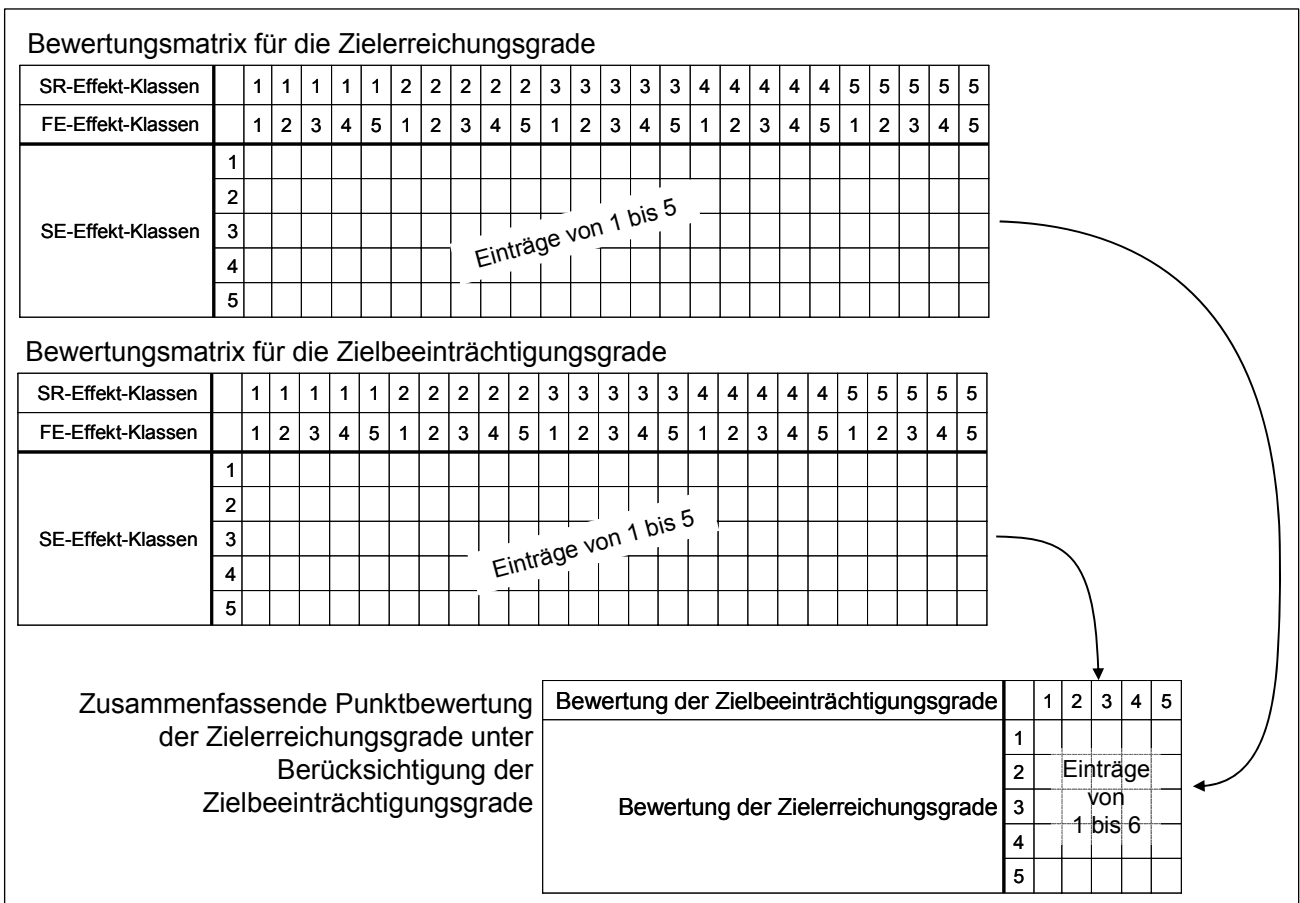 Bewertungsmatrix für die Zielerreichungsgrade
SR-Effekt-Klassen 1 1 1 1 1 2 2 2 2 2 3 3 3 3 3 4 4 4 4 4 5 5 5 5 5
FE-Effekt-Klassen 1 2 3 4 5 1 2 3 4 5 1 2 3 4 5 1 2 3 4 5 1 2 3 4 5
1
2
SE-Effekt-Klassen 3
4
5
Einträge von 1 bis 5
Bewertungsmatrix für die Zielbeeinträchtigungsgrade
SR-Effekt-Klassen 1 1 1 1 1 2 2 2 2 2 3 3 3 3 3 4 4 4 4 4 5 5 5 5 5
FE-Effekt-Klassen 1 2 3 4 5 1 2 3 4 5 1 2 3 4 5 1 2 3 4 5 1 2 3 4 5
1
2
SE-Effekt-Klassen 3
4
5
Einträge von 1 bis 5
Zusammenfassende Punktbewertung
der Zielerreichungsgrade unter
Berücksichtigung der
Zielbeeinträchtigungsgrade
Bewertung der Zielbeeinträchtigungsgrade 1 2 3 4 5
1
2
Bewertung der Zielerreichungsgrade 3
4
5
Einträge
von
1 bis 6